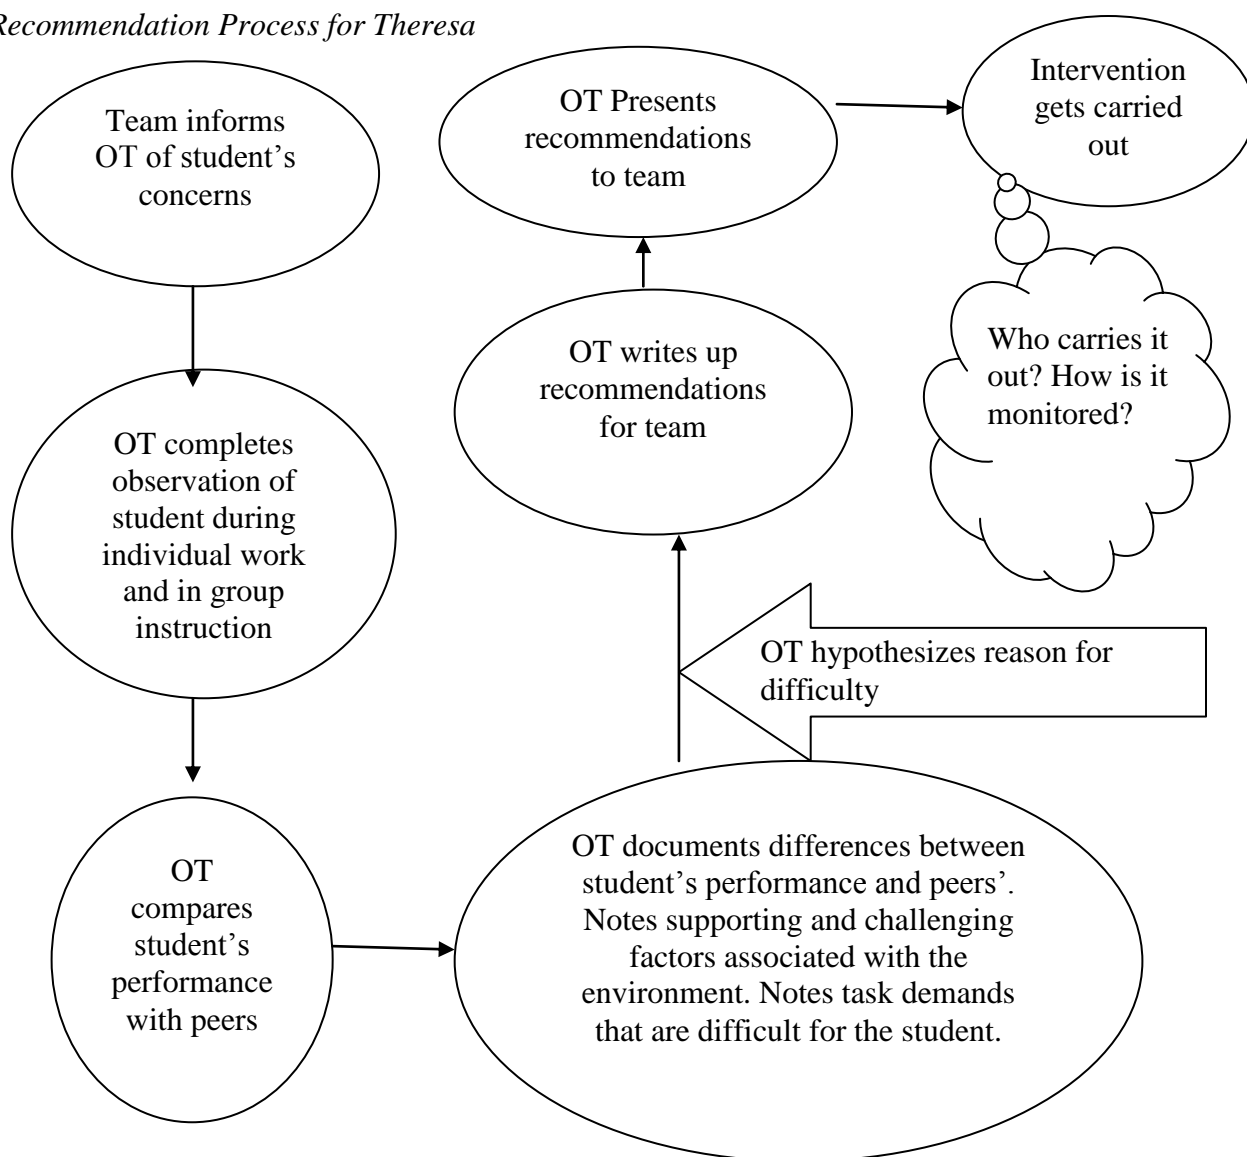 Recommendation Process for Theresa
Team informs
OT of student’s
concerns
OT completes
observation of
student during
individual work
and in group
instruction
OT
compares
student’s
performance
with peers
OT documents differences between
student’s performance and peers’.
Notes supporting and challenging
factors associated with the
environment. Notes task demands
that are difficult for the student.
OT hypothesizes reason for
difficulty
OT writes up
recommendations
for team
OT Presents
recommendations
to team
Intervention
gets carried
out
Who carries it
out? How is it
monitored?